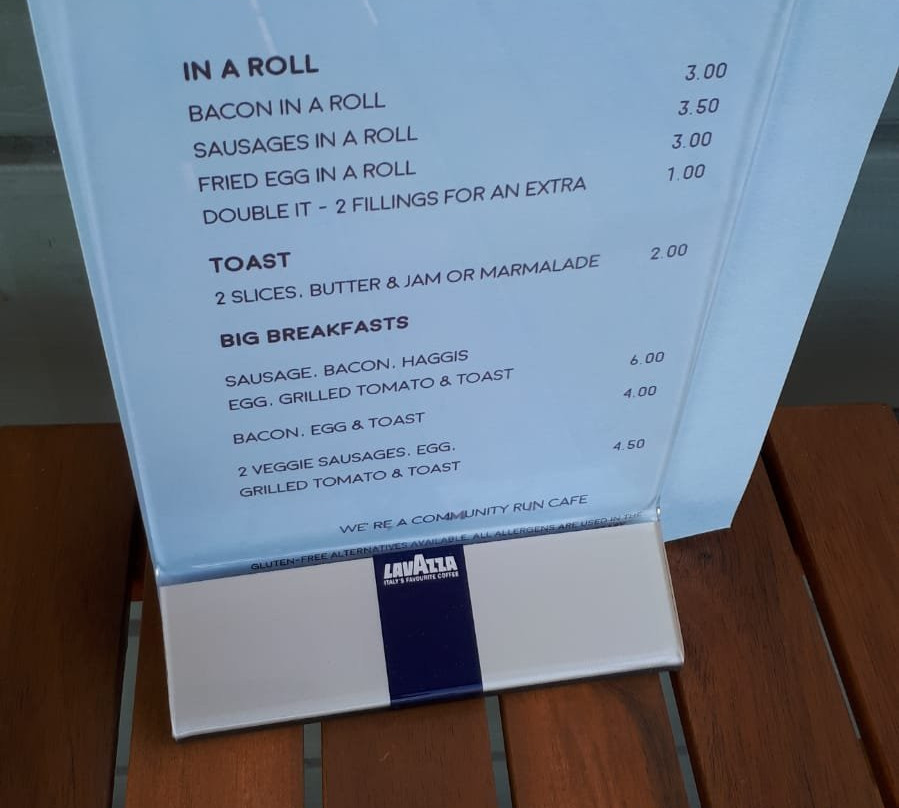 IN A ROLL
BACON IN A ROLL 3.00
SAUSAGES IN A ROLL 3.50
FRIED EGG IN A ROLL 3.00
DOUBLE IT - 2 FILLINGS FOR AN EXTRA 1.00
TOAST
2 SLICES, BUTTER & JAM OR MARMALADE 2.00
BIG BREAKFASTS
SAUSAGE, BACON, HAGGIS
EGG, GRILLED TOMATO & TOAST 6.00
BACON, EGG & TOAST 4.00
2 VEGGIE SAUSAGES, EGG,
GRILLED TOMATO & TOAST 4.50
WE'RE A COMMUNITY RUN CAFE
GLUTEN-FREE ALTERNATIVES AVAILABLE. ALL ALLERGENS ARE USED IN THE
LAVAZZA
ITALY'S FAVOURITE COFFEE